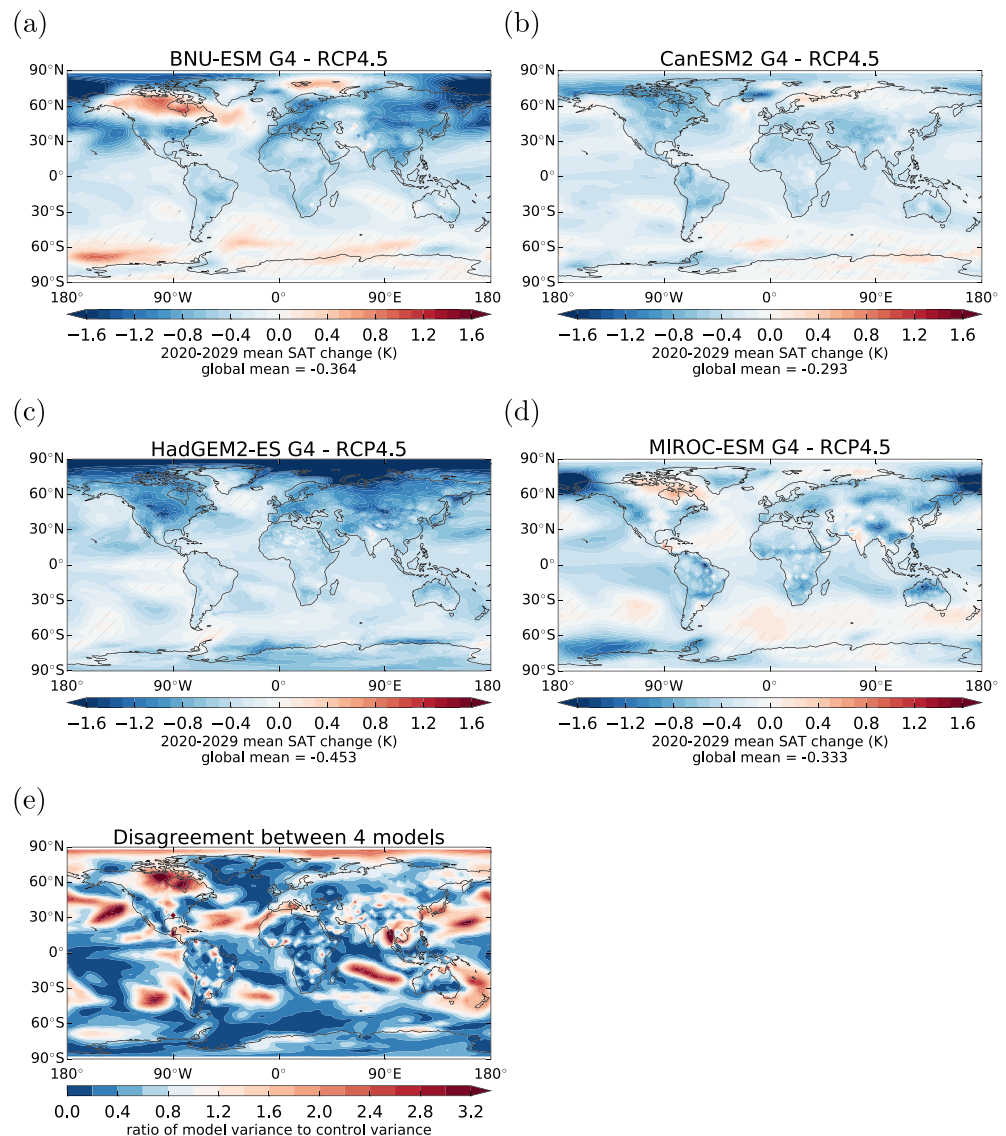 (a)
BNU-ESM G4 - RCP4.5
90°N
60°N
30°N
0°
30°S
60°S
90°S
180° 90°W 0° 90°E 180
−1.6 −1.2 −0.8 −0.4 0.0 0.4 0.8 1.2 1.6
2020-2029 mean SAT change (K)
global mean = -0.364
(b)
CanESM2 G4 - RCP4.5
90°N
60°N
30°N
0°
30°S
60°S
90°S
180° 90°W 0° 90°E 180
−1.6 −1.2 −0.8 −0.4 0.0 0.4 0.8 1.2 1.6
2020-2029 mean SAT change (K)
global mean = -0.293
(c)
HadGEM2-ES G4 - RCP4.5
90°N
60°N
30°N
0°
30°S
60°S
90°S
180° 90°W 0° 90°E 180
−1.6 −1.2 −0.8 −0.4 0.0 0.4 0.8 1.2 1.6
2020-2029 mean SAT change (K)
global mean = -0.453
(d)
MIROC-ESM G4 - RCP4.5
90°N
60°N
30°N
0°
30°S
60°S
90°S
180° 90°W 0° 90°E 180
−1.6 −1.2 −0.8 −0.4 0.0 0.4 0.8 1.2 1.6
2020-2029 mean SAT change (K)
global mean = -0.333
(e)
Disagreement between 4 models
90°N
60°N
30°N
0°
30°S
60°S
90°S
180° 90°W 0° 90°E 180
0.0 0.4 0.8 1.2 1.6 2.0 2.4 2.8 3.2
ratio of model variance to control variance